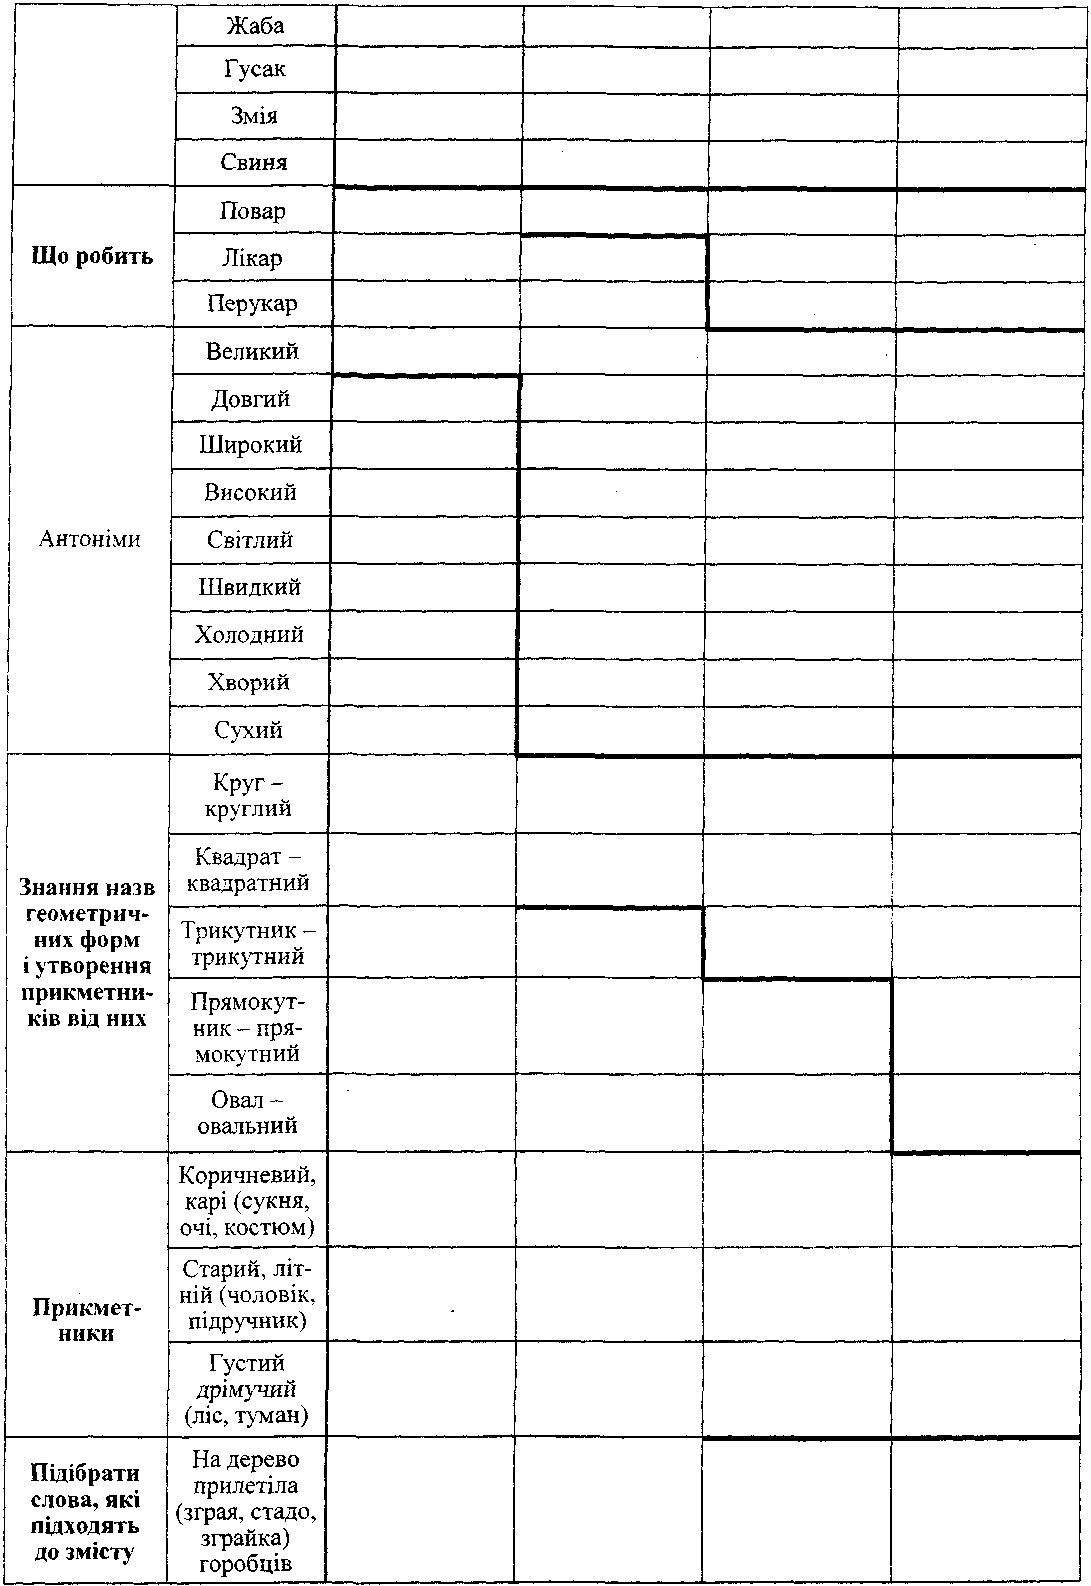 Жаба
Гусак
Змія
Свиня
Що робить
Повар
Лікар
Перукар
Антоніми
Великий
Довгий
Широкий
Високий
Світлий
Швидкий
Холодний
Хворий
Сухий
Знання назв
геометрич-
них форм
і утворення
прикметни-
ків від них
Круг –
круглий
Квадрат –
квадратний
Трикутник –
трикутний
Прямокут-
ник – пря-
мокутний
Овал –
овальний
Прикмет-
ники
Коричневий,
карі (сукня,
очі, костюм)
Старий, літ-
ній (чоловік,
підручник)
Густий
дрімучий
(ліс, туман)
Підібрати
слова, які
підходять
до змісту
На дерево
прилетіла
(зграя, стадо,
зграйка)
горобців